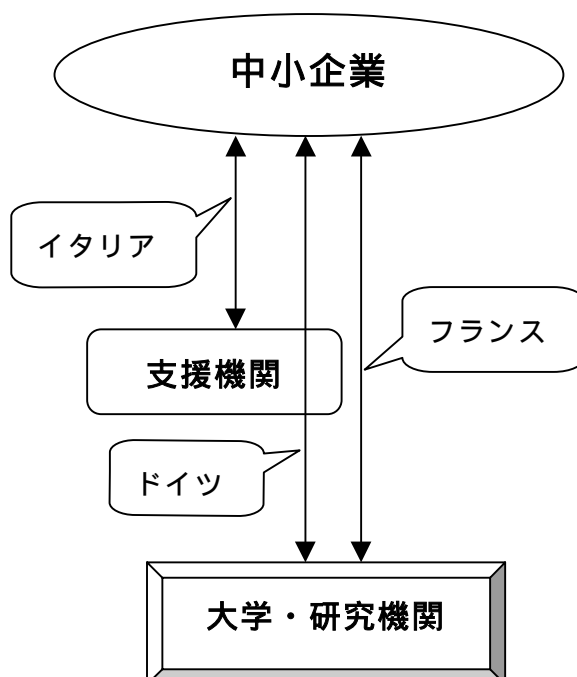 中小企業
イタリア
フランス
支援機関
ドイツ
大学・研究機関